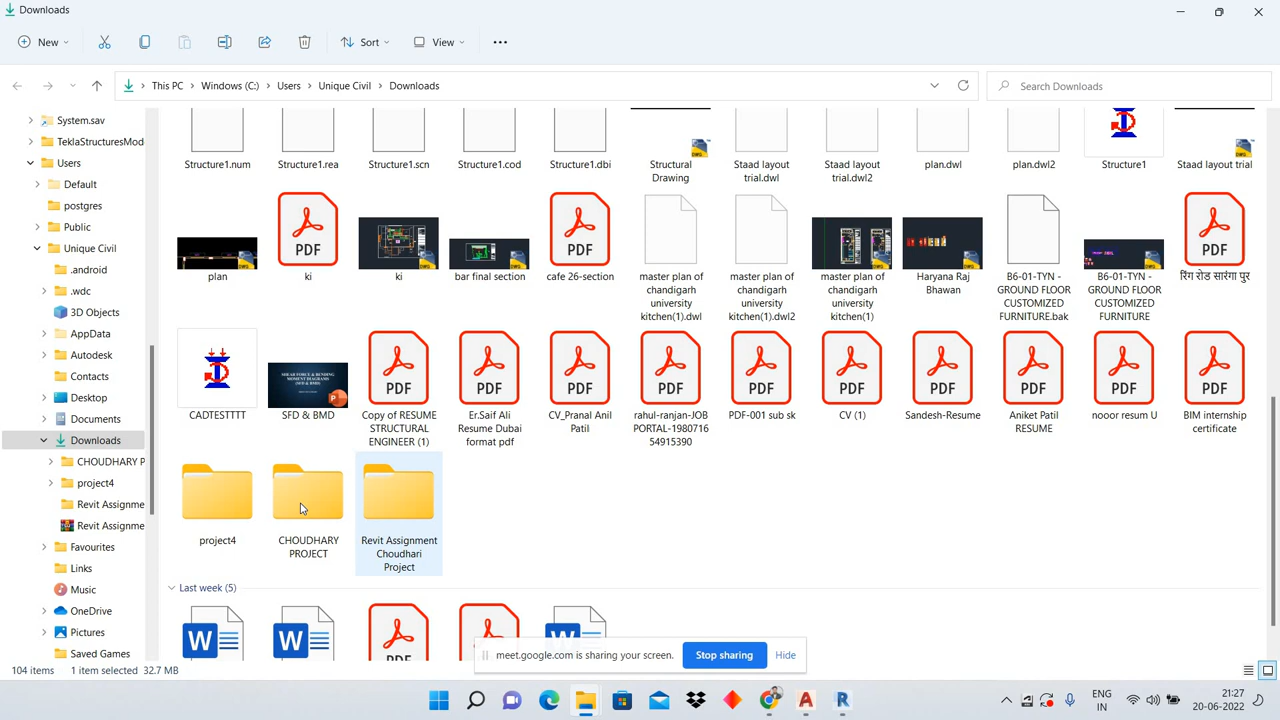 Downloads
New
Sort
View
This PC > Windows (C:) > Users > Unique Civil > Downloads
Search Downloads
System.sav
TeklaStructuresMod
Users
Default
postgres
Public
Unique Civil
.android
.wdc
3D Objects
AppData
Autodesk
Contacts
Desktop
Documents
Downloads
CHOUDHARY P
project4
Revit Assignme
Revit Assignme
Favourites
Links
Music
OneDrive
Pictures
Saved Games
Structure1.num
Structure1.rea
Structure1.scn
Structure1.cod
Structure1.dbi
Structural
Drawing
Staad layout
trial.dwl
Staad layout
trial.dwl2
plan.dwl
plan.dwl2
Structure1
Staad layout trial
plan
PDF
ki
ki
bar final section
PDF
cafe 26-section
master plan of
chandigarh
university
kitchen(1).dwl
master plan of
chandigarh
university
kitchen(1).dwl2
master plan of
chandigarh
university
kitchen(1)
Haryana Raj
Bhawan
B6-01-TYN -
GROUND FLOOR
CUSTOMIZED
FURNITURE.bak
B6-01-TYN -
GROUND FLOOR
CUSTOMIZED
FURNITURE
PDF
रिंग रोड सारंगा पुर
CADTESTTTT
SHEAR FORCE & BENDING
MOMENT DIAGRAMS
(SFD & BMD)
SFD & BMD
PDF
Copy of RESUME
STRUCTURAL
ENGINEER (1)
PDF
Er.Saif Ali
Resume Dubai
format pdf
PDF
CV_Pranal Anil
Patil
PDF
rahul-ranjan-JOB
PORTAL-1980716
54915390
PDF
PDF-001 sub sk
PDF
CV (1)
PDF
Sandesh-Resume
PDF
Aniket Patil
RESUME
PDF
nooor resum U
PDF
BIM internship
certificate
project4
CHOUDHARY
PROJECT
Revit Assignment
Choudhari
Project
Last week (5)
W
W
PDF
meet.google.com is sharing your screen.
Stop sharing
Hide
104 items
1 item selected 32.7 MB
ENG
IN
21:27
20-06-2022